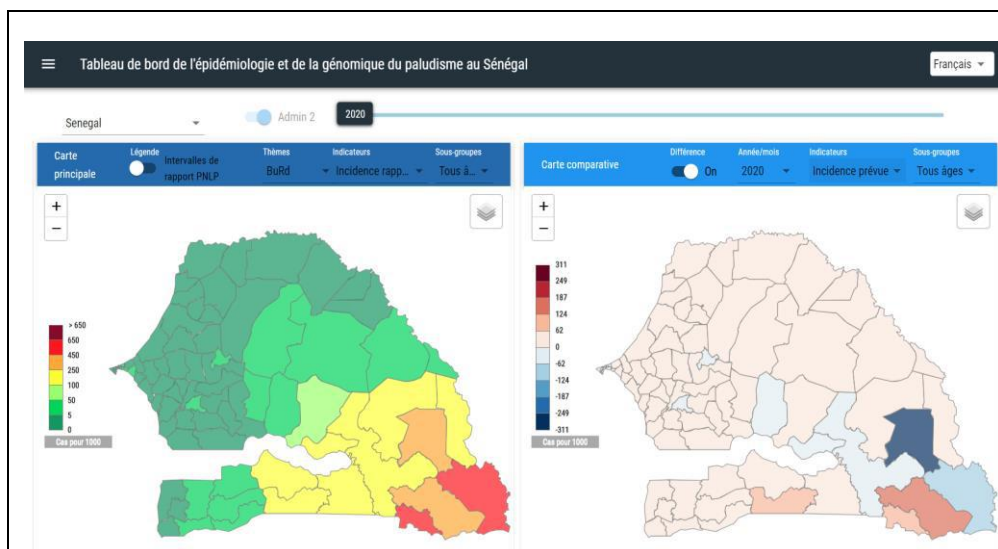 Tableau de bord de l'épidémiologie et de la génomique du paludisme au Sénégal
Français
Senegal
Admin 2
2020
Carte principale
Légende
Intervalles de rapport PNLP
Thèmes
BuRd
Indicateurs
Incidence rapp...
Sous-groupes
Tous â...
Carte comparative
Différence
On
Année/mois
2020
Indicateurs
Incidence prévue
Sous-groupes
Tous âges
+
−
> 650
650
450
250
100
50
5
0
Cas pour 1000
+
−
311
249
187
124
62
0
-62
-124
-187
-249
-311
Cas pour 1000